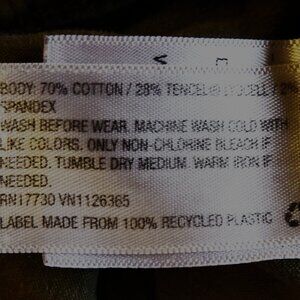 BODY: 70% COTTON / 28% TENCEL® LYOCELL / 2%
SPANDEX
WASH BEFORE WEAR. MACHINE WASH COLD WITH
LIKE COLORS. ONLY NON-CHLORINE BLEACH IF
NEEDED. TUMBLE DRY MEDIUM. WARM IRON IF
NEEDED.
RN17730 VN1126365
LABEL MADE FROM 100% RECYCLED PLASTIC